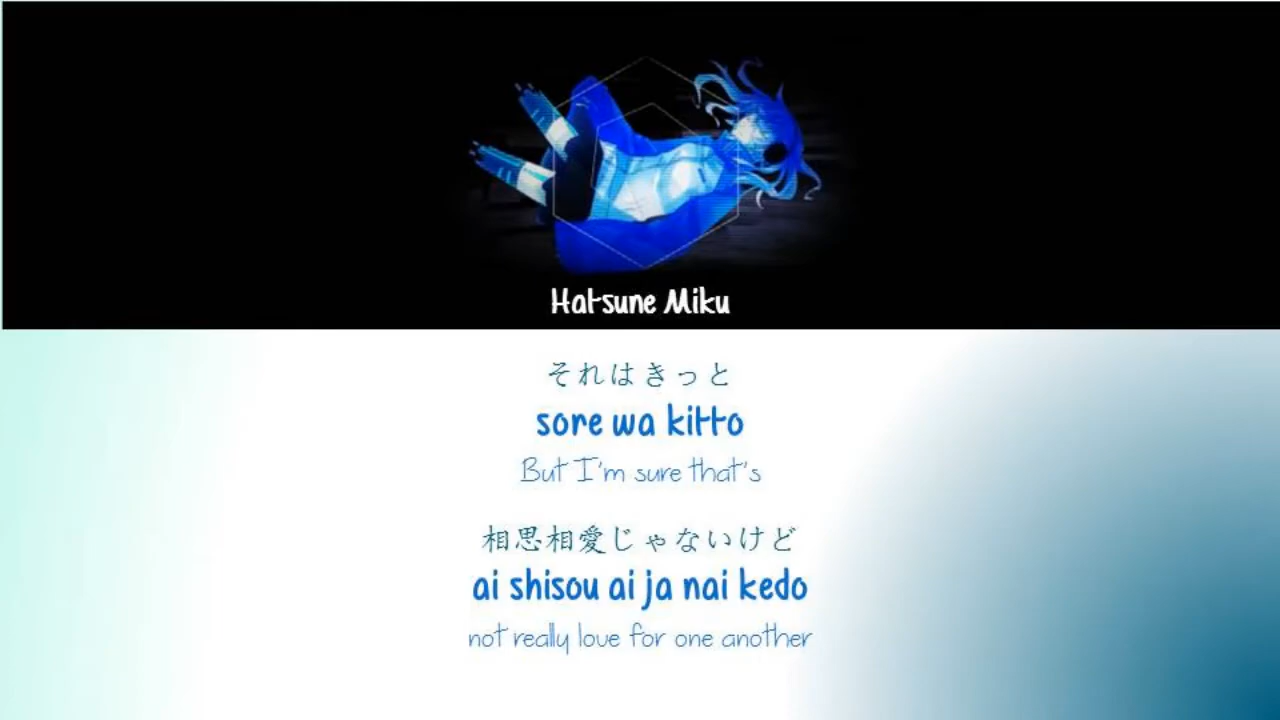 Hatsune Miku
それはきっと
sore wa kitto
But I'm sure that's
相思相愛じゃないけど
ai shisou ai ja nai kedo
not really love for one another